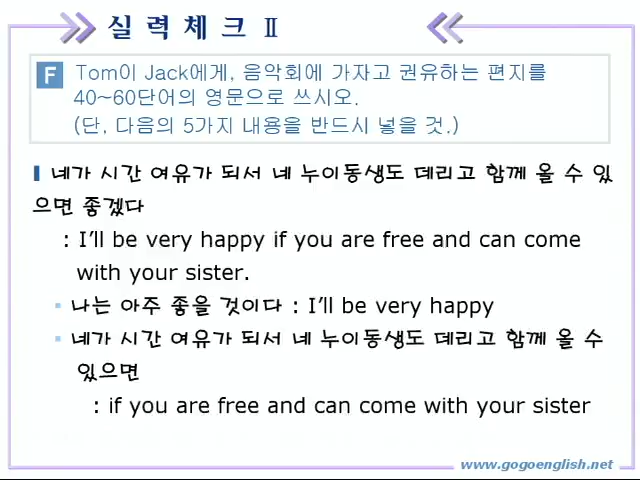 실 력 체 크 Ⅱ
F Tom이 Jack에게, 음악회에 가자고 권유하는 편지를
40~60단어의 영문으로 쓰시오.
(단, 다음의 5가지 내용을 반드시 넣을 것.)
네가 시간 여유가 되서 네 누이동생도 데리고 함께 올 수 있
으면 좋겠다
: I’ll be very happy if you are free and can come
with your sister.
나는 아주 좋을 것이다 : I’ll be very happy
네가 시간 여유가 되서 네 누이동생도 데리고 함께 올 수
있으면
: if you are free and can come with your sister
www.gogoenglish.net